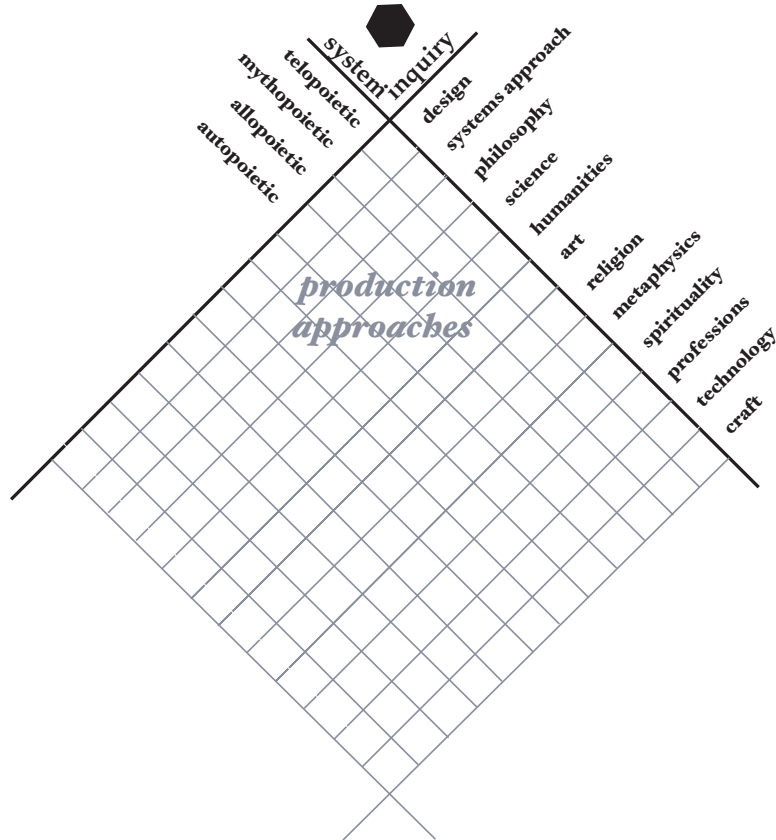 system
inquiry
telopoietic
mythopoietic
allopoietic
autopoietic
design
systems approach
philosophy
science
humanities
art
religion
metaphysics
spirituality
professions
technology
craft
production
approaches